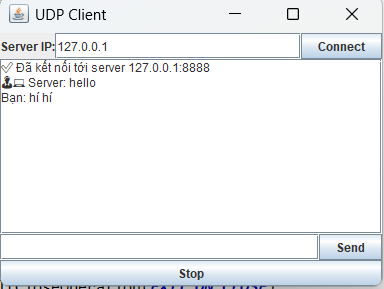 UDP Client
Server IP: 127.0.0.1 Connect
✓ Đã kết nối tới server 127.0.0.1:8888
Server: hello
Bạn: hí hí
Send
Stop